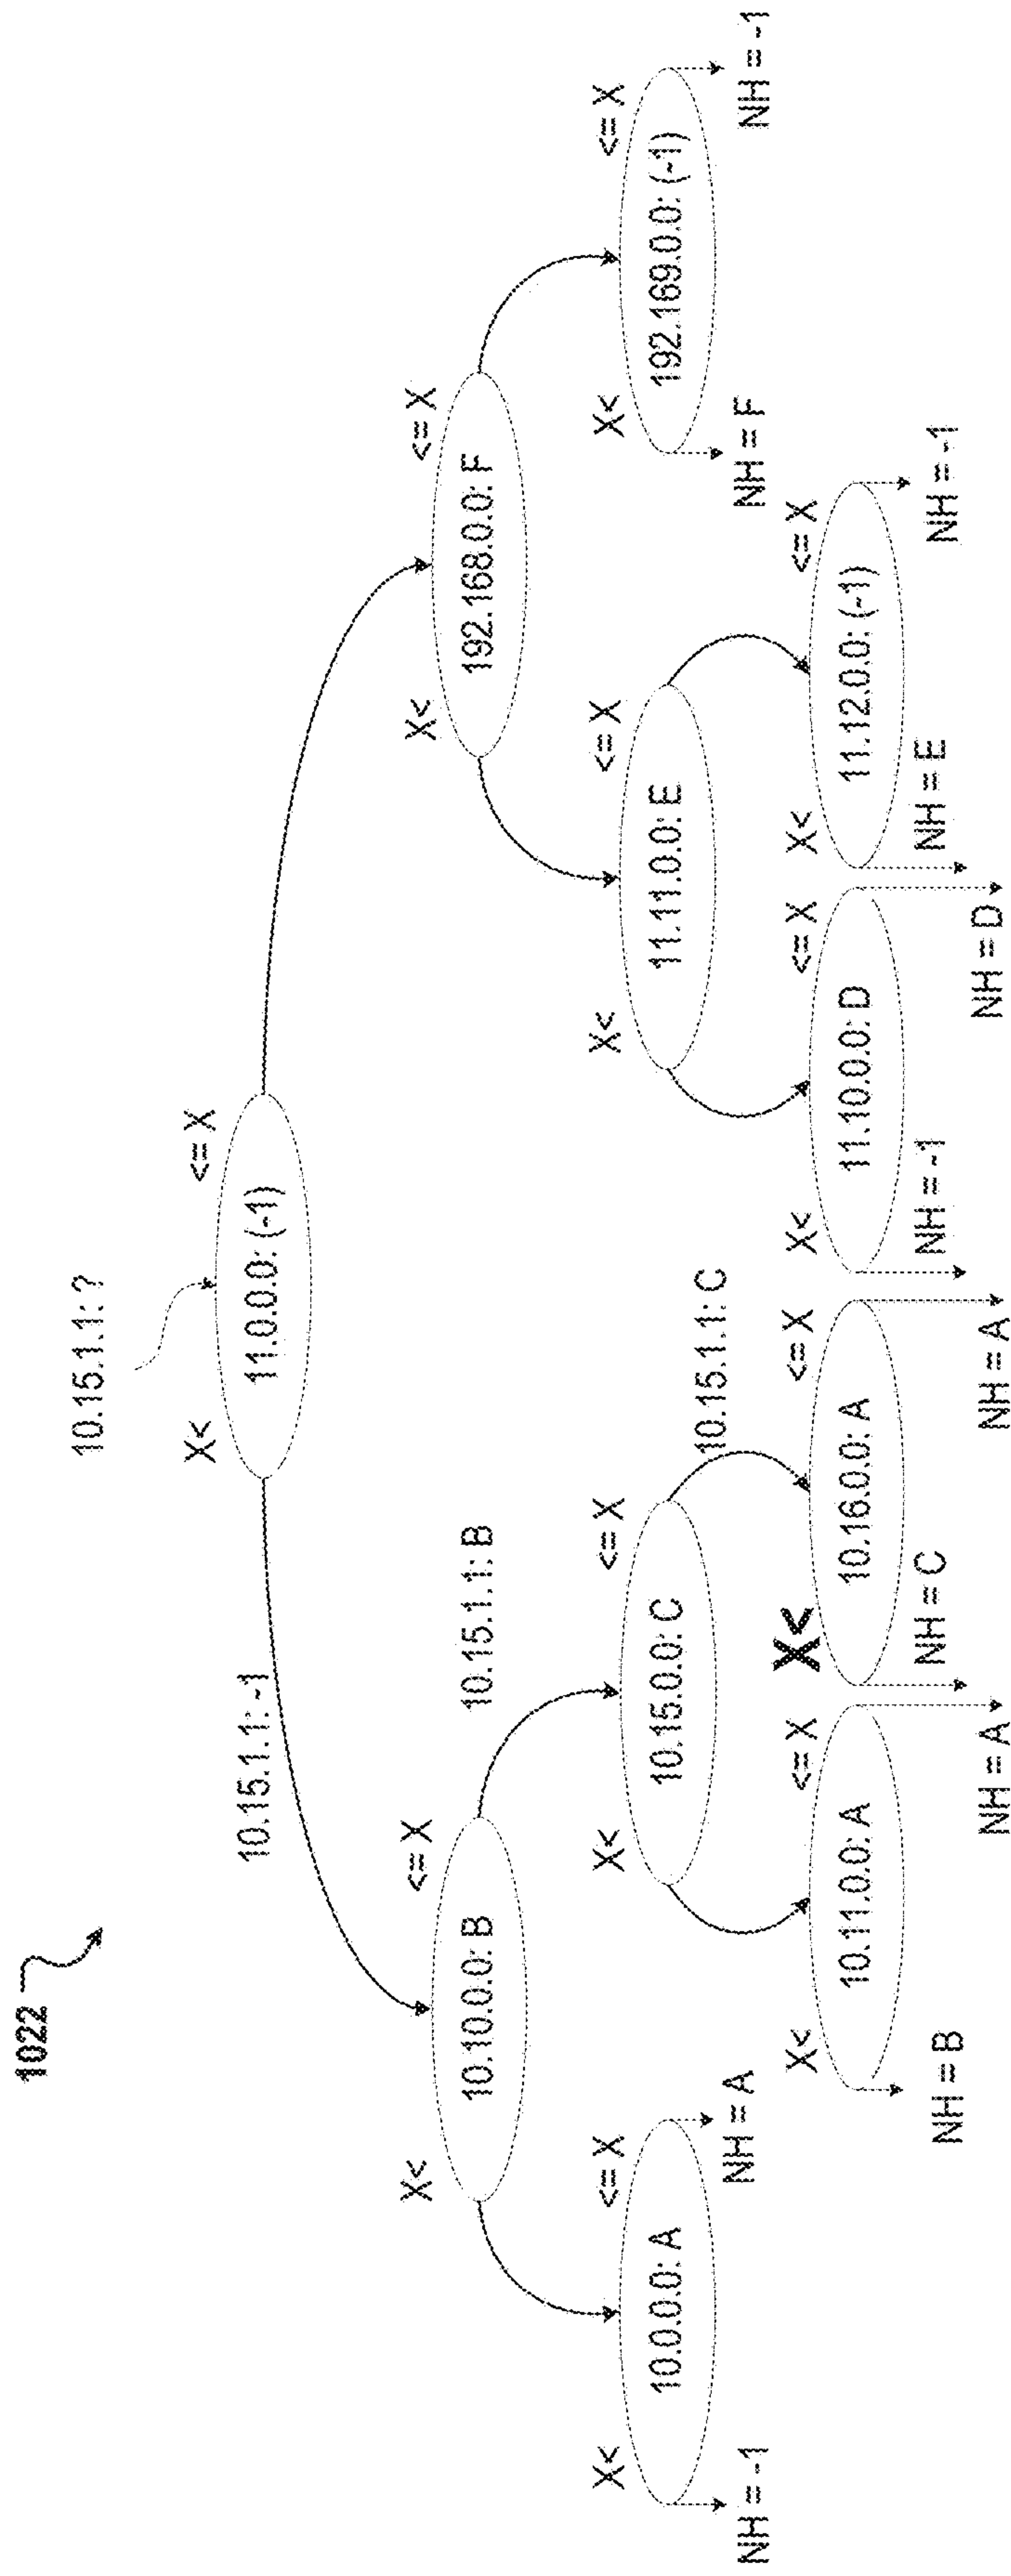 1022
10.15.1.1: ?
X<
<= X
11.0.0.0: (-1)
10.15.1.1: -1
X<
<= X
10.10.0.0: B
10.15.1.1: B
X<
<= X
192.168.0.0: F
X<
<= X
10.0.0.0: A
NH = -1
NH = A
X<
<= X
10.15.0.0: C
10.15.1.1: C
X<
<= X
11.11.0.0: E
X<
<= X
192.169.0.0: (-1)
NH = F
NH = -1
X<
<= X
10.11.0.0: A
NH = B
NH = A
X<
<= X
10.16.0.0: A
NH = C
NH = A
X<
<= X
11.10.0.0: D
NH = -1
NH = D
X<
<= X
11.12.0.0: (-1)
NH = E
NH = -1